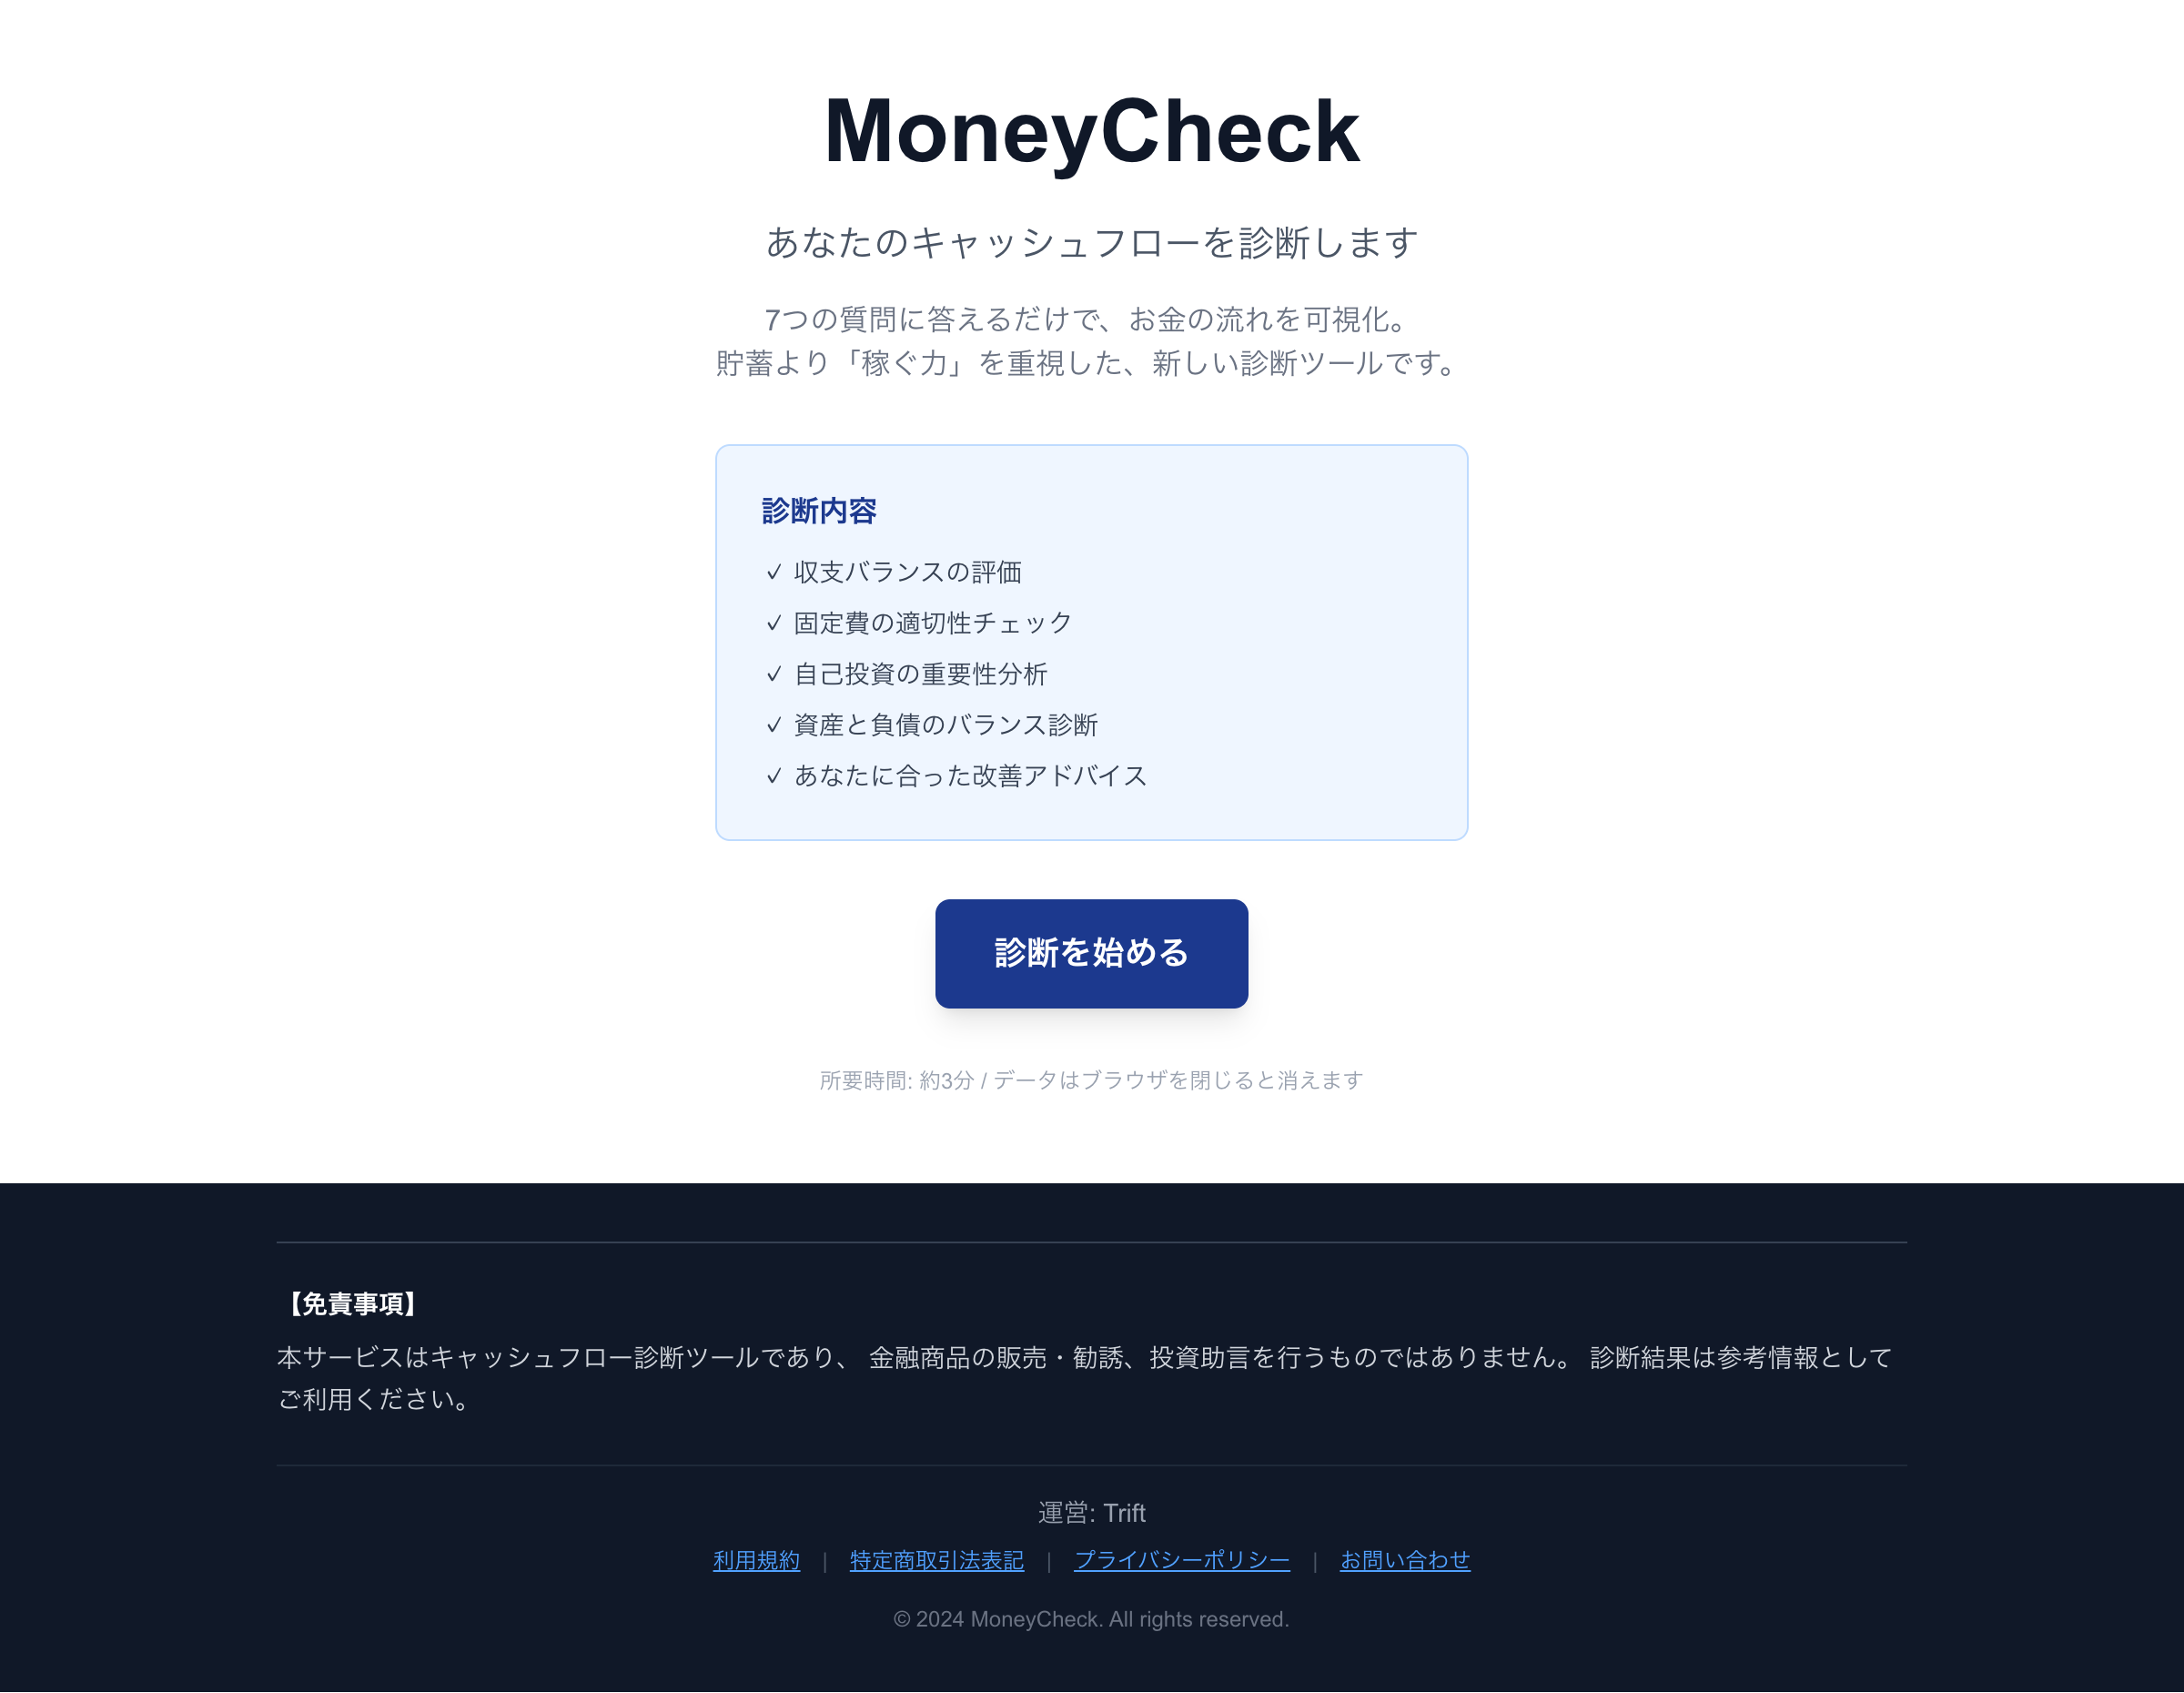 MoneyCheck
あなたのキャッシュフローを診断します
7つの質問に答えるだけで、お金の流れを可視化。
貯蓄より「稼ぐ力」を重視した、新しい診断ツールです。
診断内容
✓ 収支バランスの評価
✓ 固定費の適切性チェック
✓ 自己投資の重要性分析
✓ 資産と負債のバランス診断
✓ あなたに合った改善アドバイス
診断を始める
所要時間: 約3分 / データはブラウザを閉じると消えます
【免責事項】
本サービスはキャッシュフロー診断ツールであり、 金融商品の販売・勧誘、投資助言を行うものではありません。 診断結果は参考情報として
ご利用ください。
運営: Trift
利用規約 | 特定商取引法表記 | プライバシーポリシー | お問い合わせ
© 2024 MoneyCheck. All rights reserved.